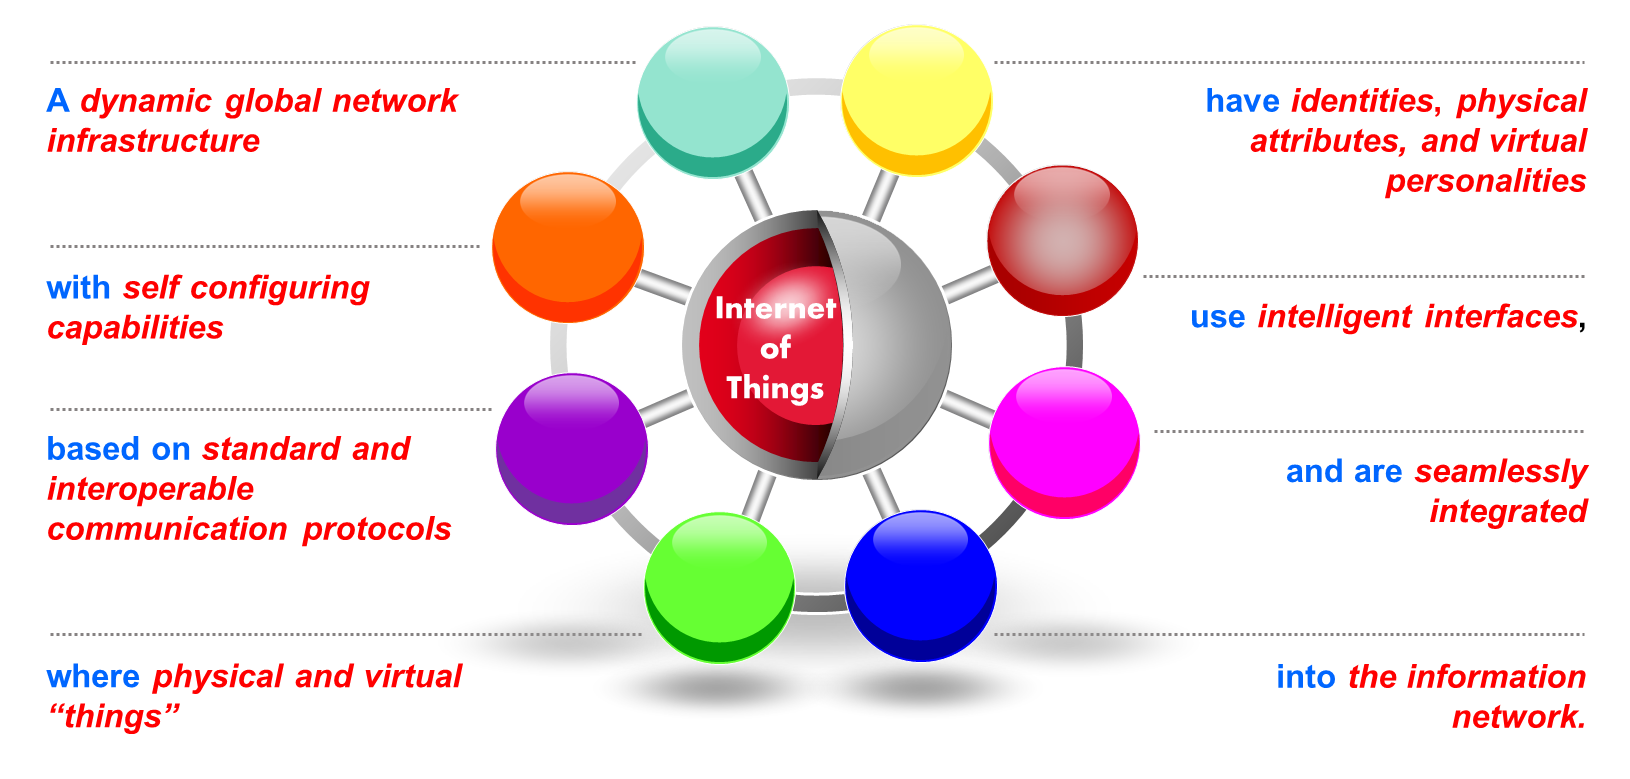 A dynamic global network
infrastructure
with self configuring
capabilities
based on standard and
interoperable
communication protocols
where physical and virtual
“things”
Internet
of
Things
have identities, physical
attributes, and virtual
personalities
use intelligent interfaces,
and are seamlessly
integrated
into the information
network.